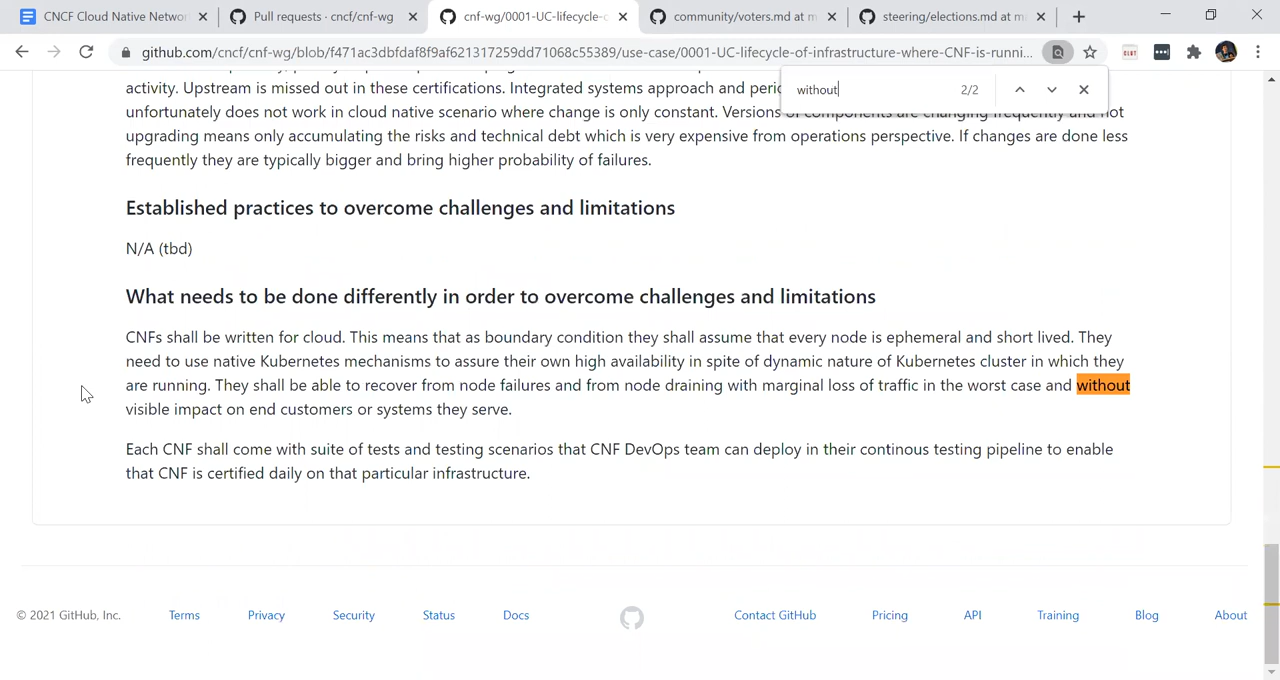 CNCF Cloud Native Networ
Pull requests · cncf/cnf-wg
cnf-wg/0001-UC-lifecycle-o
community/voters.md at m
steering/elections.md at m
github.com/cncf/cnf-wg/blob/f471ac3dbfdaf8f9af621317259dd71068c55389/use-case/0001-UC-lifecycle-of-infrastructure-where-CNF-is-runni...
without 2/2
activity. Upstream is missed out in these certifications. Integrated systems approach and peri
unfortunately does not work in cloud native scenario where change is only constant. Versions of components are changing frequently and not
upgrading means only accumulating the risks and technical debt which is very expensive from operations perspective. If changes are done less
frequently they are typically bigger and bring higher probability of failures.
Established practices to overcome challenges and limitations
N/A (tbd)
What needs to be done differently in order to overcome challenges and limitations
CNFs shall be written for cloud. This means that as boundary condition they shall assume that every node is ephemeral and short lived. They
need to use native Kubernetes mechanisms to assure their own high availability in spite of dynamic nature of Kubernetes cluster in which they
are running. They shall be able to recover from node failures and from node draining with marginal loss of traffic in the worst case and without
visible impact on end customers or systems they serve.
Each CNF shall come with suite of tests and testing scenarios that CNF DevOps team can deploy in their continous testing pipeline to enable
that CNF is certified daily on that particular infrastructure.
© 2021 GitHub, Inc. Terms Privacy Security Status Docs Contact GitHub Pricing API Training Blog About